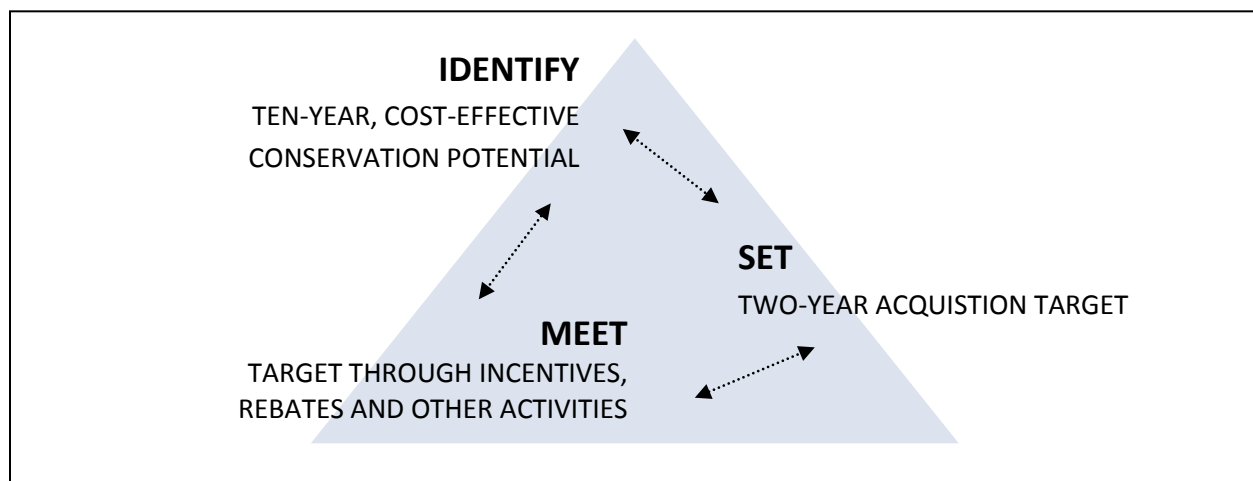 IDENTIFY
TEN-YEAR, COST-EFFECTIVE
CONSERVATION POTENTIAL
SET
TWO-YEAR ACQUISTION TARGET
MEET
TARGET THROUGH INCENTIVES,
REBATES AND OTHER ACTIVITIES